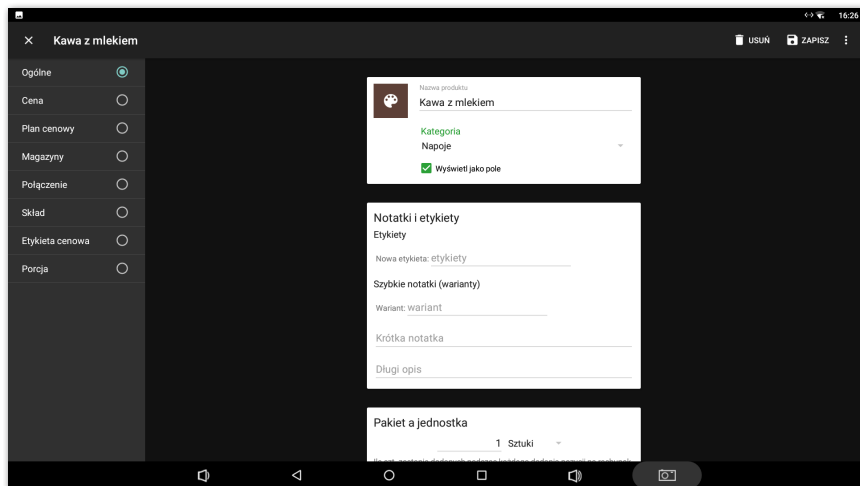 16:26
Kawa z mlekiem
USUŃ
ZAPISZ
Ogólne
Cena
Plan cenowy
Magazyny
Połączenie
Skład
Etykieta cenowa
Porcja
Nazwa produktu
Kawa z mlekiem
Kategoria
Napoje
Wyświetl jako pole
Notatki i etykiety
Etykiety
Nowa etykieta: etykiety
Szybkie notatki (warianty)
Wariant: wariant
Krótka notatka
Długi opis
Pakiet a jednostka
1 Sztuki